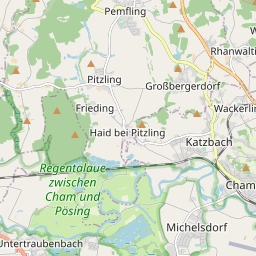 Pemfling
Rhanwalti
Pitzling
Großbergerdorf
Frieding
Wackerlin
Haid bei Pitzling
Katzbach
Regentalaue
zwischen
Cham und
Pösing
Cham
Michelsdorf
Untertraubenbach